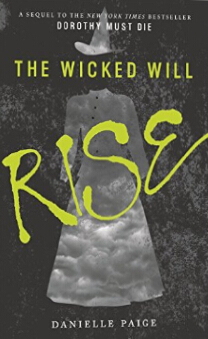 A SEQUEL TO THE NEW YORK TIMES BESTSELLER
DOROTHY MUST DIE
THE WICKED WILL
RISE
DANIELLE PAIGE